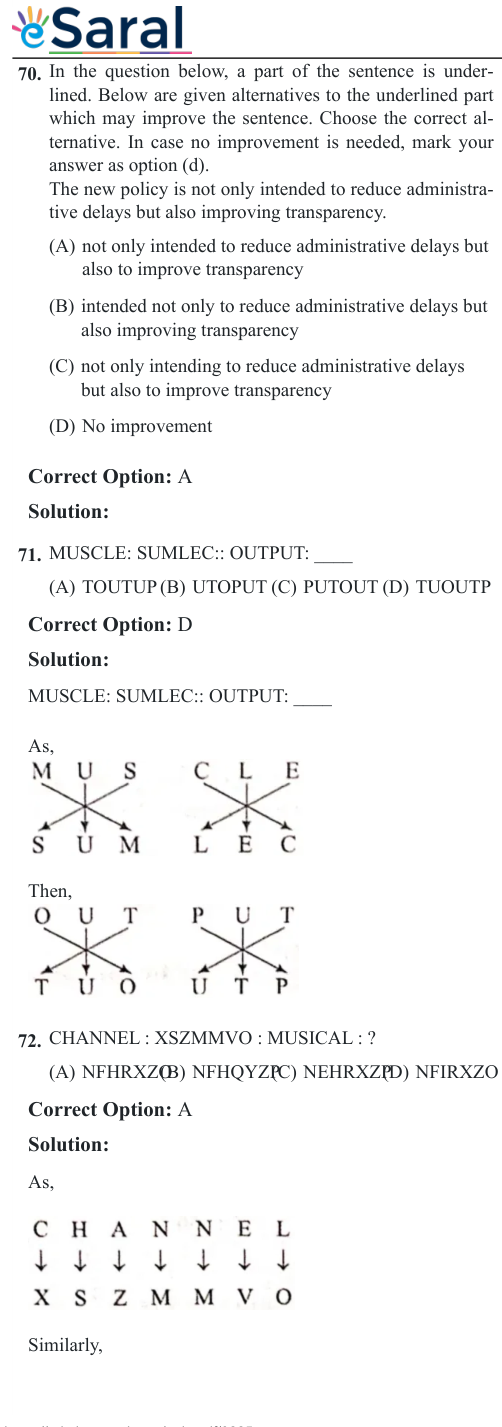 eSaral
70. In the question below, a part of the sentence is under-
lined. Below are given alternatives to the underlined part
which may improve the sentence. Choose the correct al-
ternative. In case no improvement is needed, mark your
answer as option (d).
The new policy is not only intended to reduce administra-
tive delays but also improving transparency.
(A) not only intended to reduce administrative delays but
also to improve transparency
(B) intended not only to reduce administrative delays but
also improving transparency
(C) not only intending to reduce administrative delays
but also to improve transparency
(D) No improvement
Correct Option: A
Solution:
71. MUSCLE: SUMLEC:: OUTPUT: ____
(A) TOUTUP (B) UTOPUT (C) PUTOUT (D) TUOUTP
Correct Option: D
Solution:
MUSCLE: SUMLEC:: OUTPUT: ____
As,
M U S C L E
S U M L E C
Then,
O U T P U T
T U O U T P
72. CHANNEL : XSZMMVO : MUSICAL : ?
(A) NFHRXZO (B) NFHQYZP (C) NEHRXZP (D) NFIRXZO
Correct Option: A
Solution:
As,
C H A N N E L
↓ ↓ ↓ ↓ ↓ ↓ ↓
X S Z M M V O
Similarly,